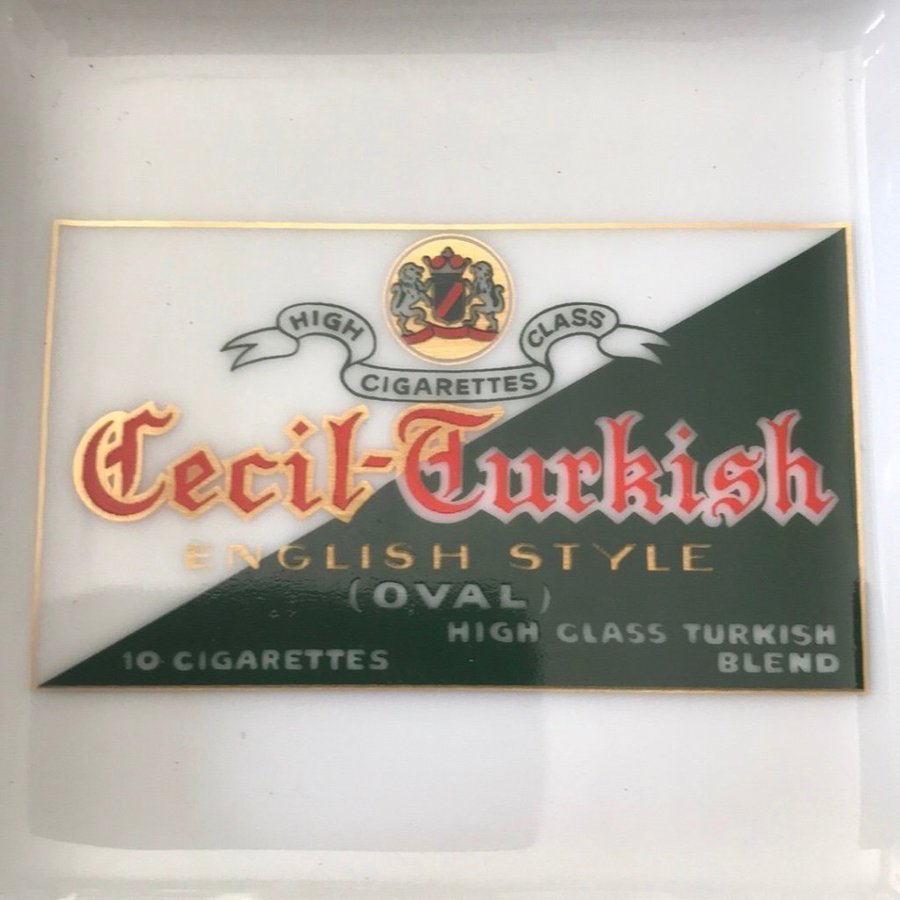 HIGH CLASS
CIGARETTES
Cecil-Turkish
ENGLISH STYLE
(OVAL)
HIGH CLASS TURKISH
BLEND
10 CIGARETTES